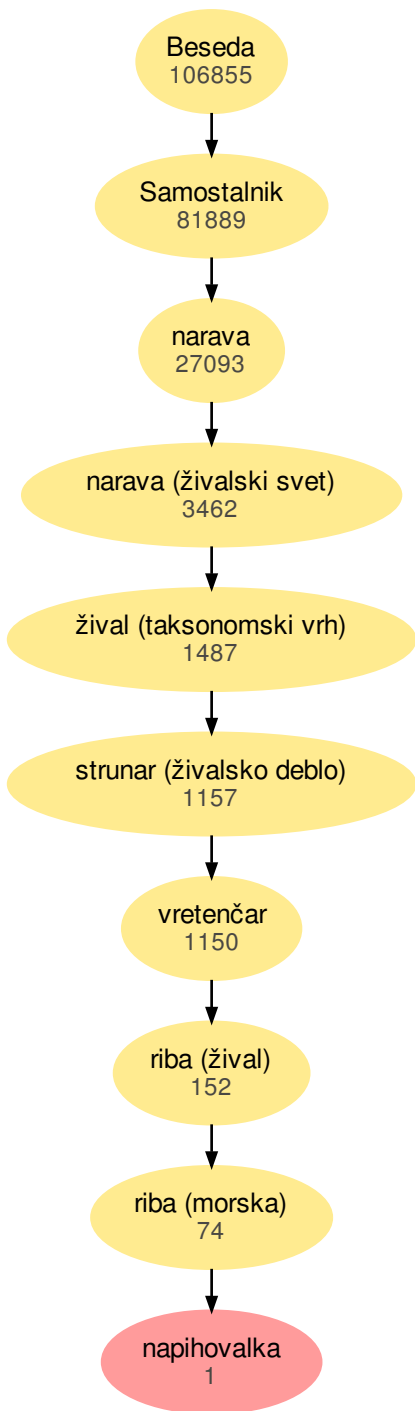 Beseda
106855
Samostalnik
81889
narava
27093
narava (živalski svet)
3462
žival (taksonomski vrh)
1487
strunar (živalsko deblo)
1157
vretenčar
1150
riba (žival)
152
riba (morska)
74
napihovalka
1